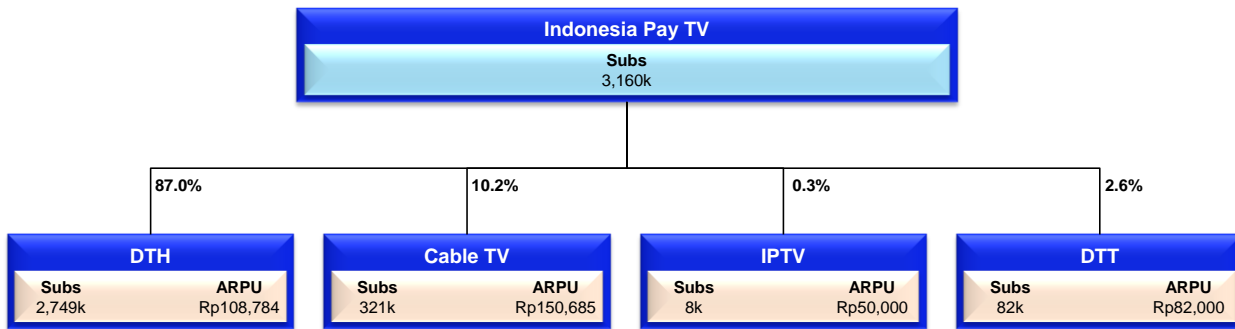 Indonesia Pay TV
Subs
3,160k
87.0%
10.2%
0.3%
2.6%
DTH
Subs ARPU
2,749k Rp108,784
Cable TV
Subs ARPU
321k Rp150,685
IPTV
Subs ARPU
8k Rp50,000
DTT
Subs ARPU
82k Rp82,000